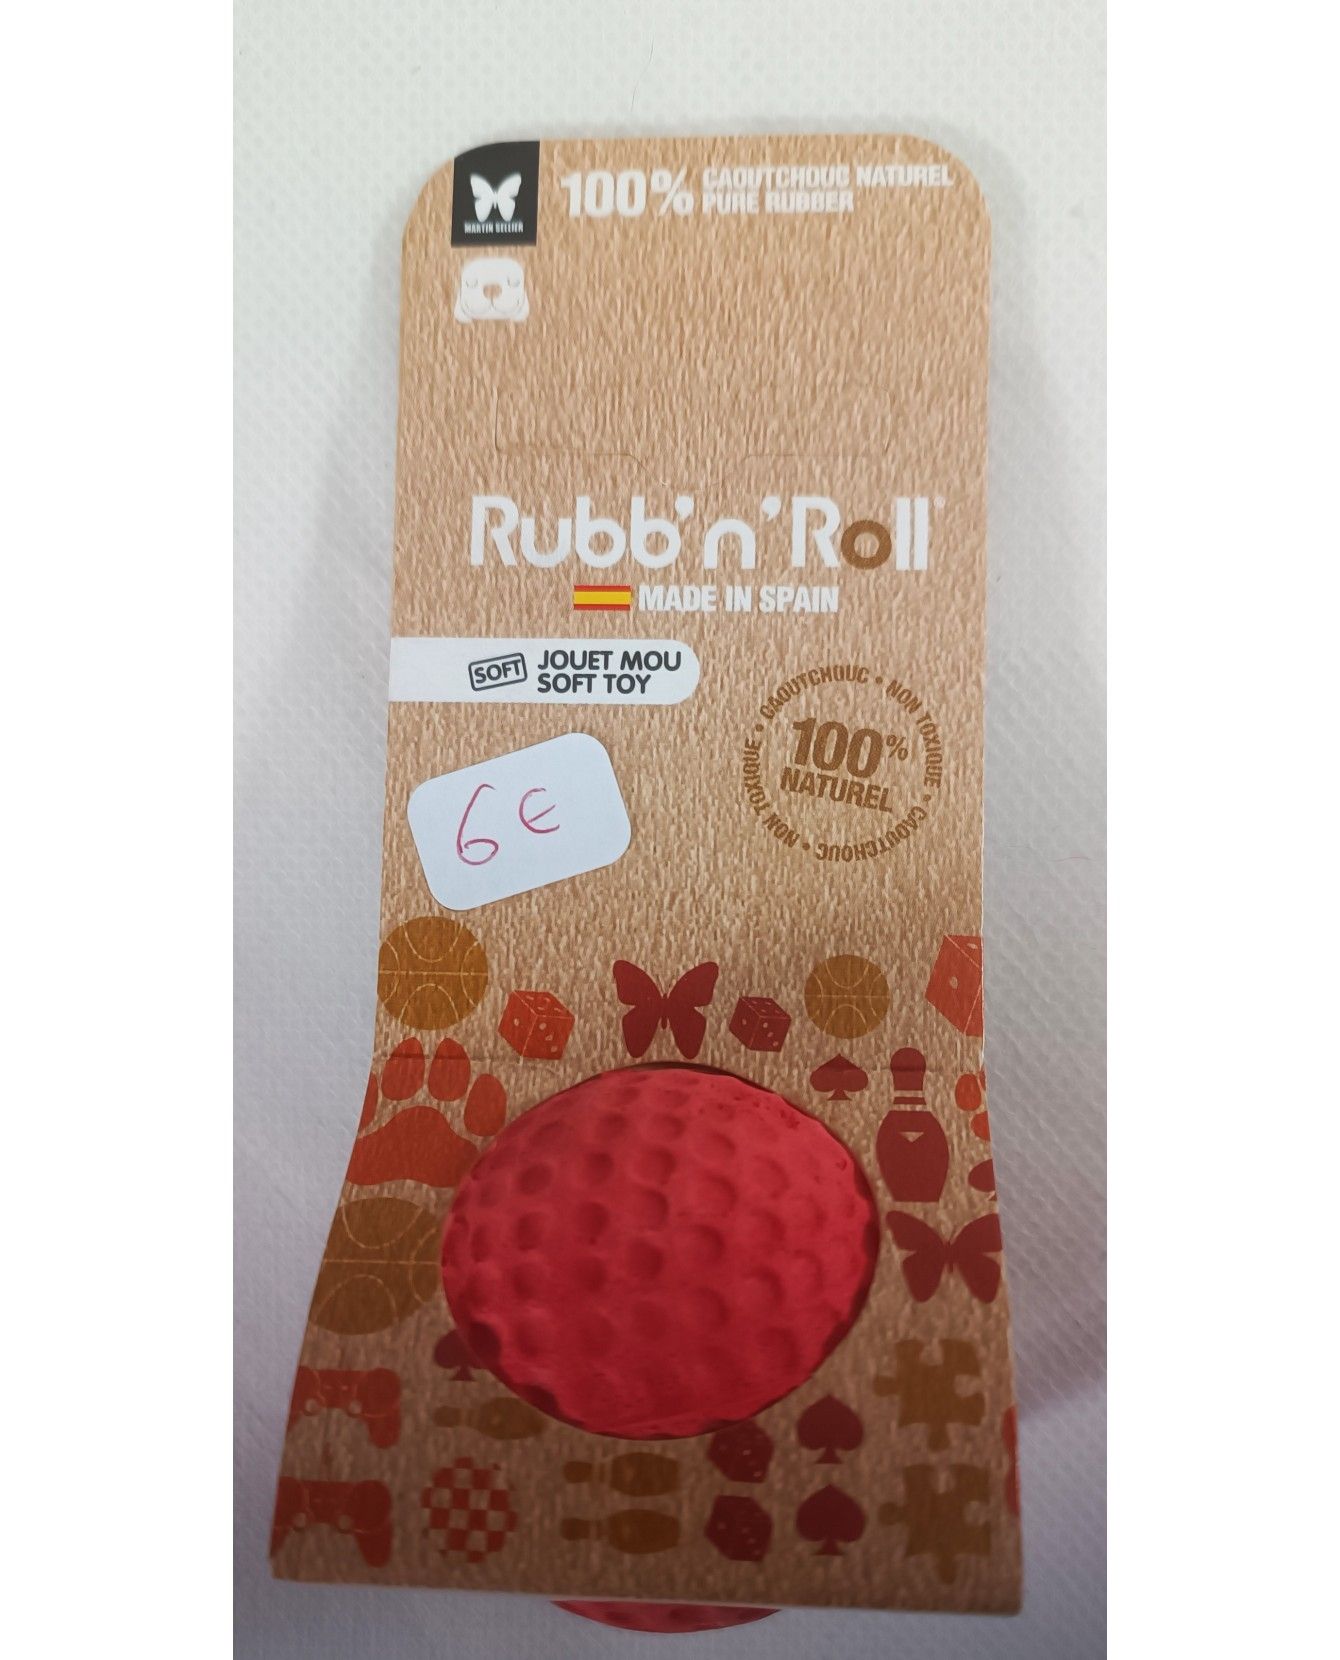 MARTIN SELLIER
100% CAOUTCHOUC NATUREL
PURE RUBBER
Rubb'n'Roll®
MADE IN SPAIN
SOFT JOUET MOU
SOFT TOY
CAOUTCHOUC • NON TOXIQUE • CAOUTCHOUC • NON TOXIQUE •
100%
NATUREL
6€